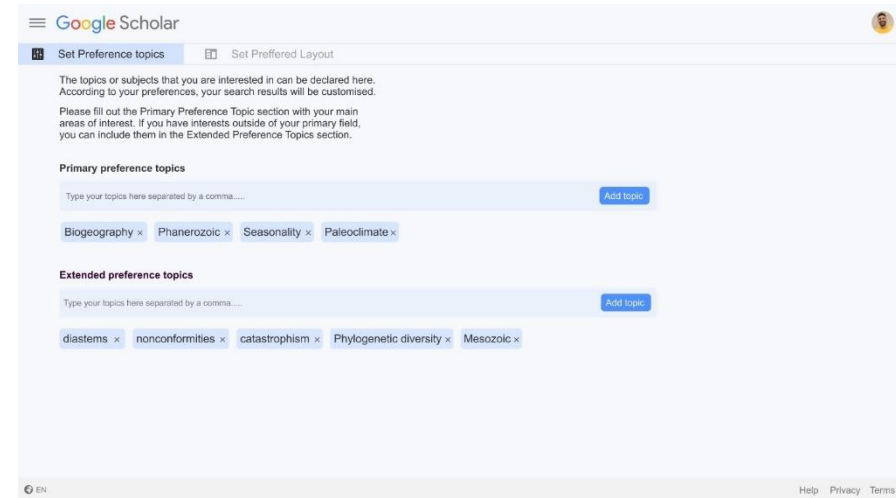 Google Scholar
Set Preference topics Set Preffered Layout
The topics or subjects that you are interested in can be declared here.
According to your preferences, your search results will be customised.
Please fill out the Primary Preference Topic section with your main
areas of interest. If you have interests outside of your primary field,
you can include them in the Extended Preference Topics section.
Primary preference topics
Type your topics here separated by a comma..... Add topic
Biogeography × Phanerozoic × Seasonality × Paleoclimate ×
Extended preference topics
Type your topics here separated by a comma..... Add topic
diastems × nonconformities × catastrophism × Phylogenetic diversity × Mesozoic ×
EN Help Privacy Terms